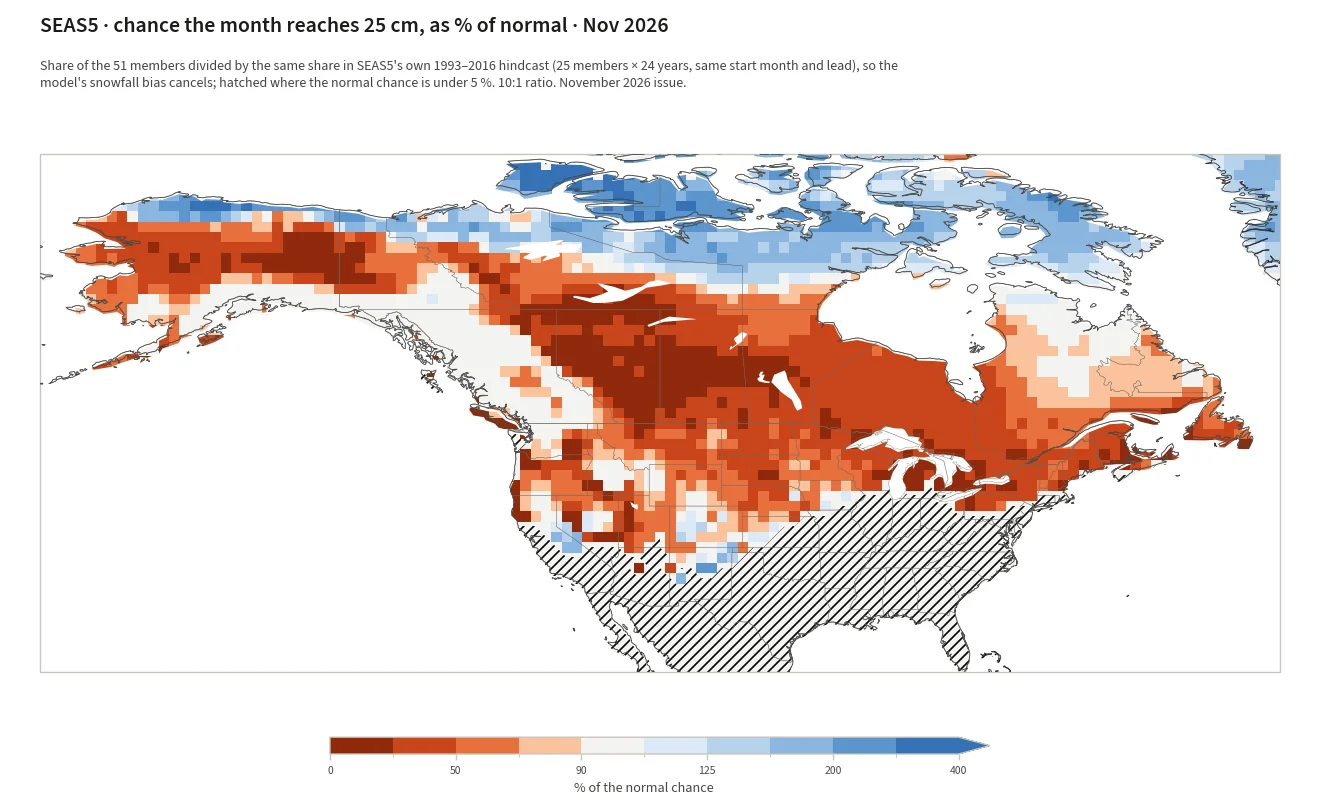 SEAS5 · chance the month reaches 25 cm, as % of normal · Nov 2026
Share of the 51 members divided by the same share in SEAS5's own 1993–2016 hindcast (25 members × 24 years, same start month and lead), so the
model's snowfall bias cancels; hatched where the normal chance is under 5 %. 10:1 ratio. November 2026 issue.
0 50 90 125 200 400
% of the normal chance